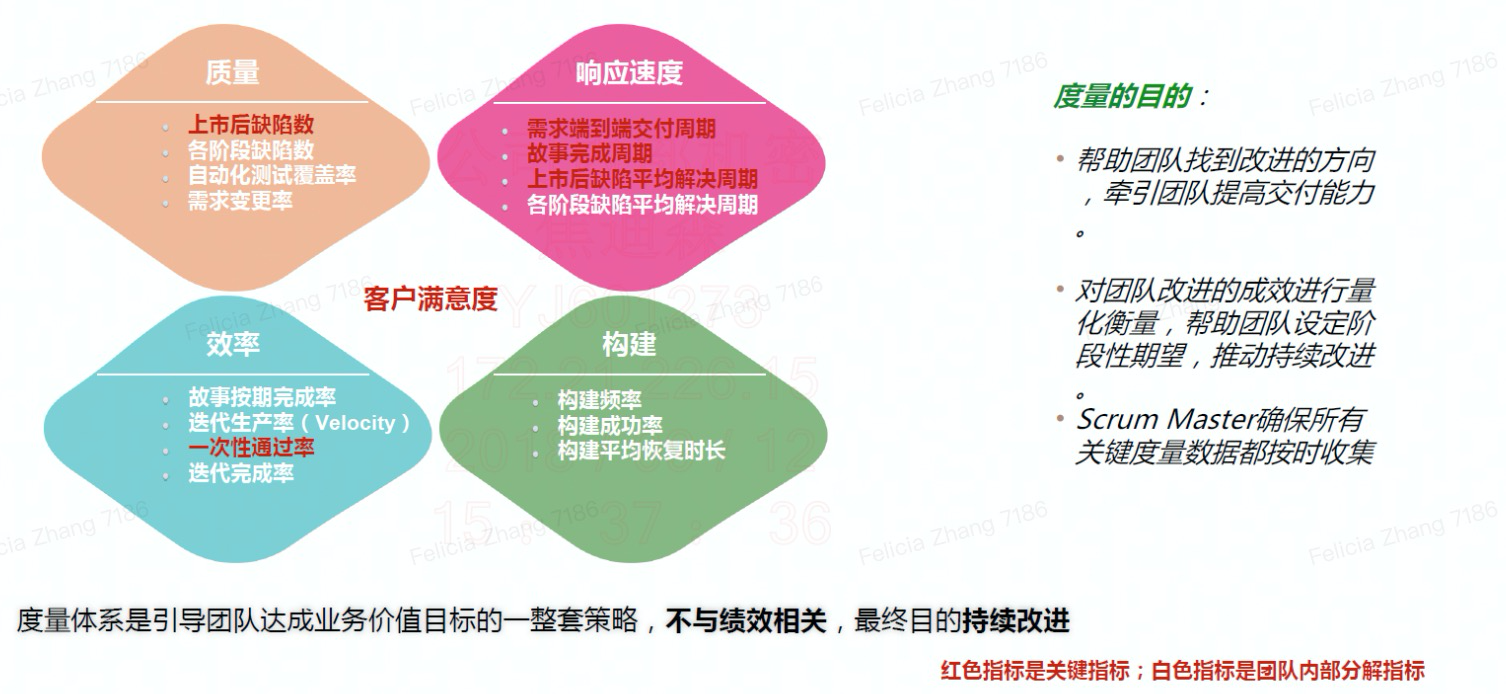 质量
上市后缺陷数
各阶段缺陷数
自动化测试覆盖率
需求变更率
响应速度
需求端到端交付周期
故事完成周期
上市后缺陷平均解决周期
各阶段缺陷平均解决周期
客户满意度
效率
故事按期完成率
迭代生产率（Velocity）
一次性通过率
迭代完成率
构建
构建频率
构建成功率
构建平均恢复时长
度量的目的：
帮助团队找到改进的方向
，牵引团队提高交付能力
。
对团队改进的成效进行量
化衡量，帮助团队设定阶
段性期望，推动持续改进
。
Scrum Master确保所有
关键度量数据都按时收集
度量体系是引导团队达成业务价值目标的一整套策略，不与绩效相关，最终目的持续改进
红色指标是关键指标；白色指标是团队内部分解指标
Felicia Zhang 7186
Felicia Zhang 7186
Felicia Zhang 7186
Felicia Zhang 7186
Felicia Zhang 7186
Felicia Zhang 7186
Felicia Zhang 7186
Felicia Zhang 7186